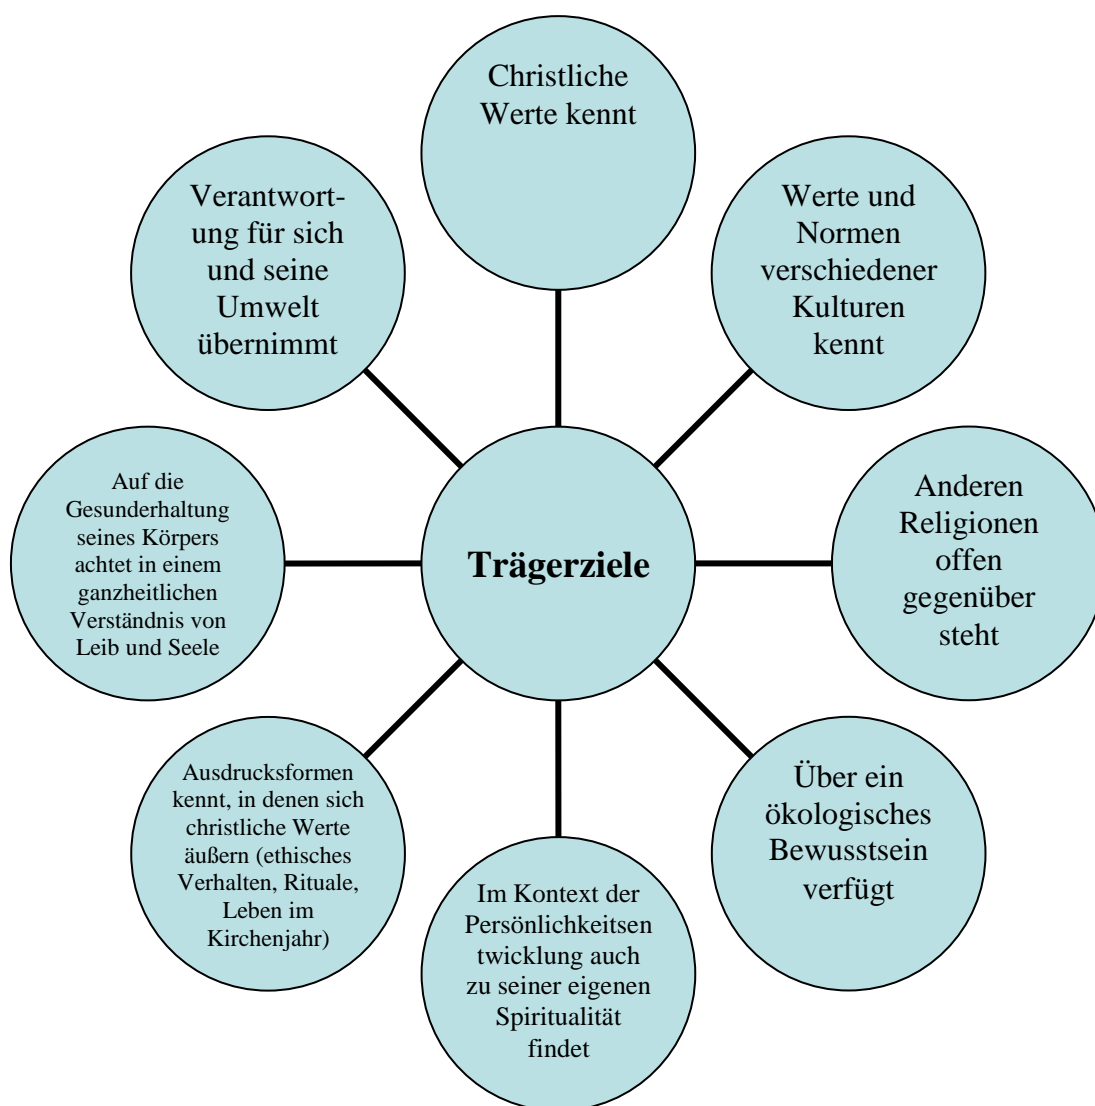 Christliche
Werte kennt
Werte und
Normen
verschiedener
Kulturen
kennt
Anderen
Religionen
offen
gegenüber
steht
Über ein
ökologisches
Bewusstsein
verfügt
Im Kontext der
Persönlichkeitsen
twicklung auch
zu seiner eigenen
Spiritualität
findet
Ausdrucksformen
kennt, in denen sich
christliche Werte
äußern (ethisches
Verhalten, Rituale,
Leben im
Kirchenjahr)
Auf die
Gesunderhaltung
seines Körpers
achtet in einem
ganzheitlichen
Verständnis von
Leib und Seele
Verantwort-
ung für sich
und seine
Umwelt
übernimmt
Trägerziele